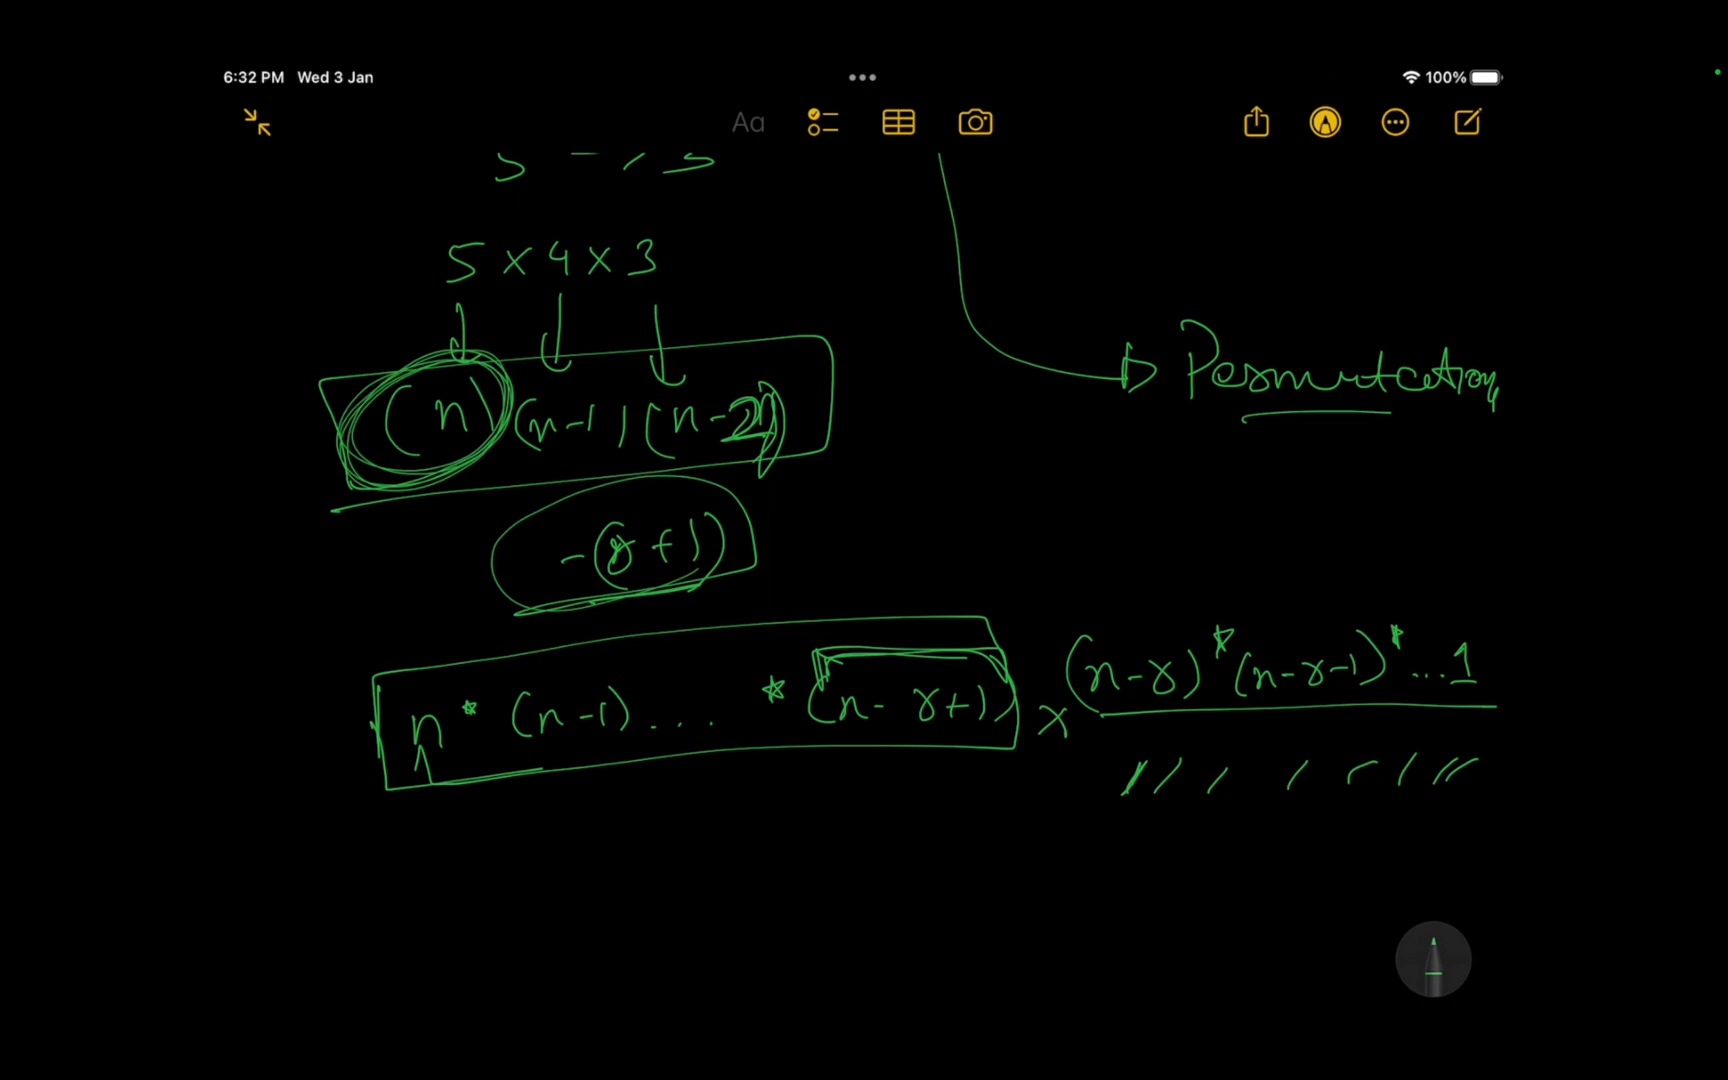 6:32 PM Wed 3 Jan
100%
Aa
5 × 4 × 3
Permutation
(n) (n-1) (n-2)
-(r+1)
n * (n-1) .... * (n- r+1) × (n-r) * (n-r-1) * ...1